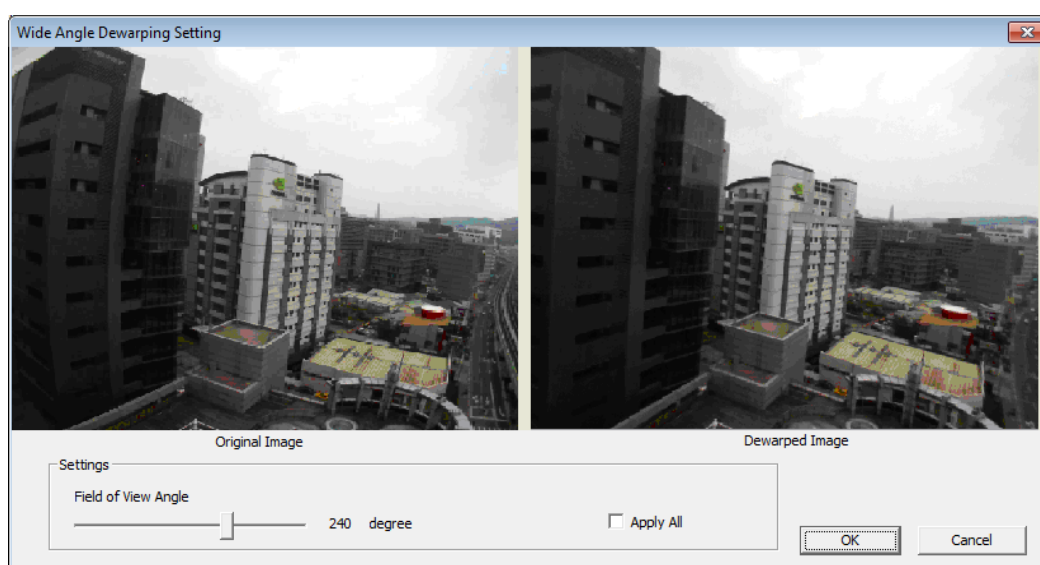 Wide Angle Dewarping Setting
Original Image
Dewarped Image
Settings
Field of View Angle
240 degree
Apply All
OK
Cancel